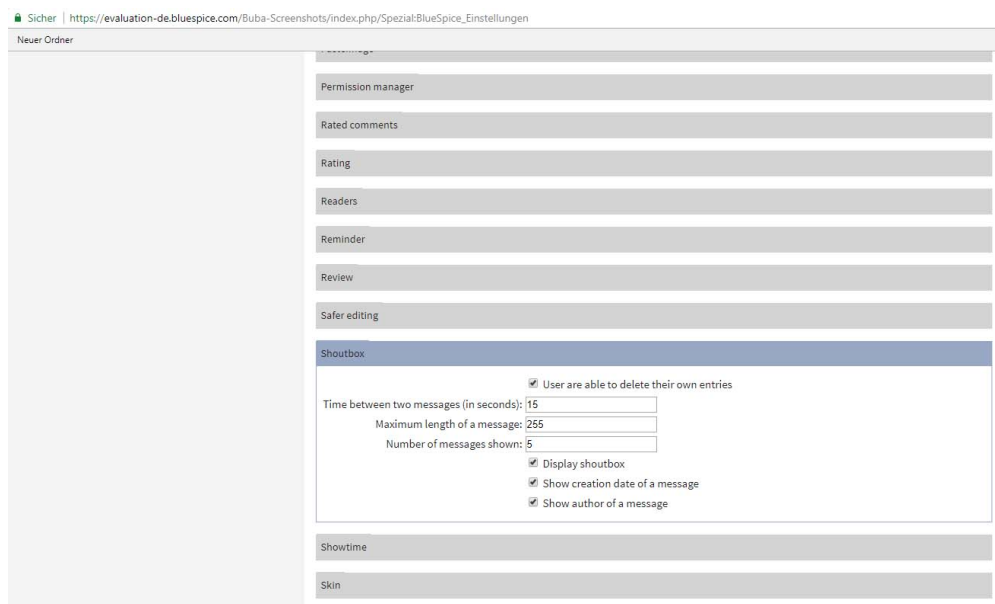 Sicher | https://evaluation-de.bluespice.com/Buba-Screenshots/index.php/Spezial:BlueSpice_Einstellungen
Neuer Ordner
Permission manager
Rated comments
Rating
Readers
Reminder
Review
Safer editing
Shoutbox
User are able to delete their own entries
Time between two messages (in seconds): 15
Maximum length of a message: 255
Number of messages shown: 5
Display shoutbox
Show creation date of a message
Show author of a message
Showtime
Skin